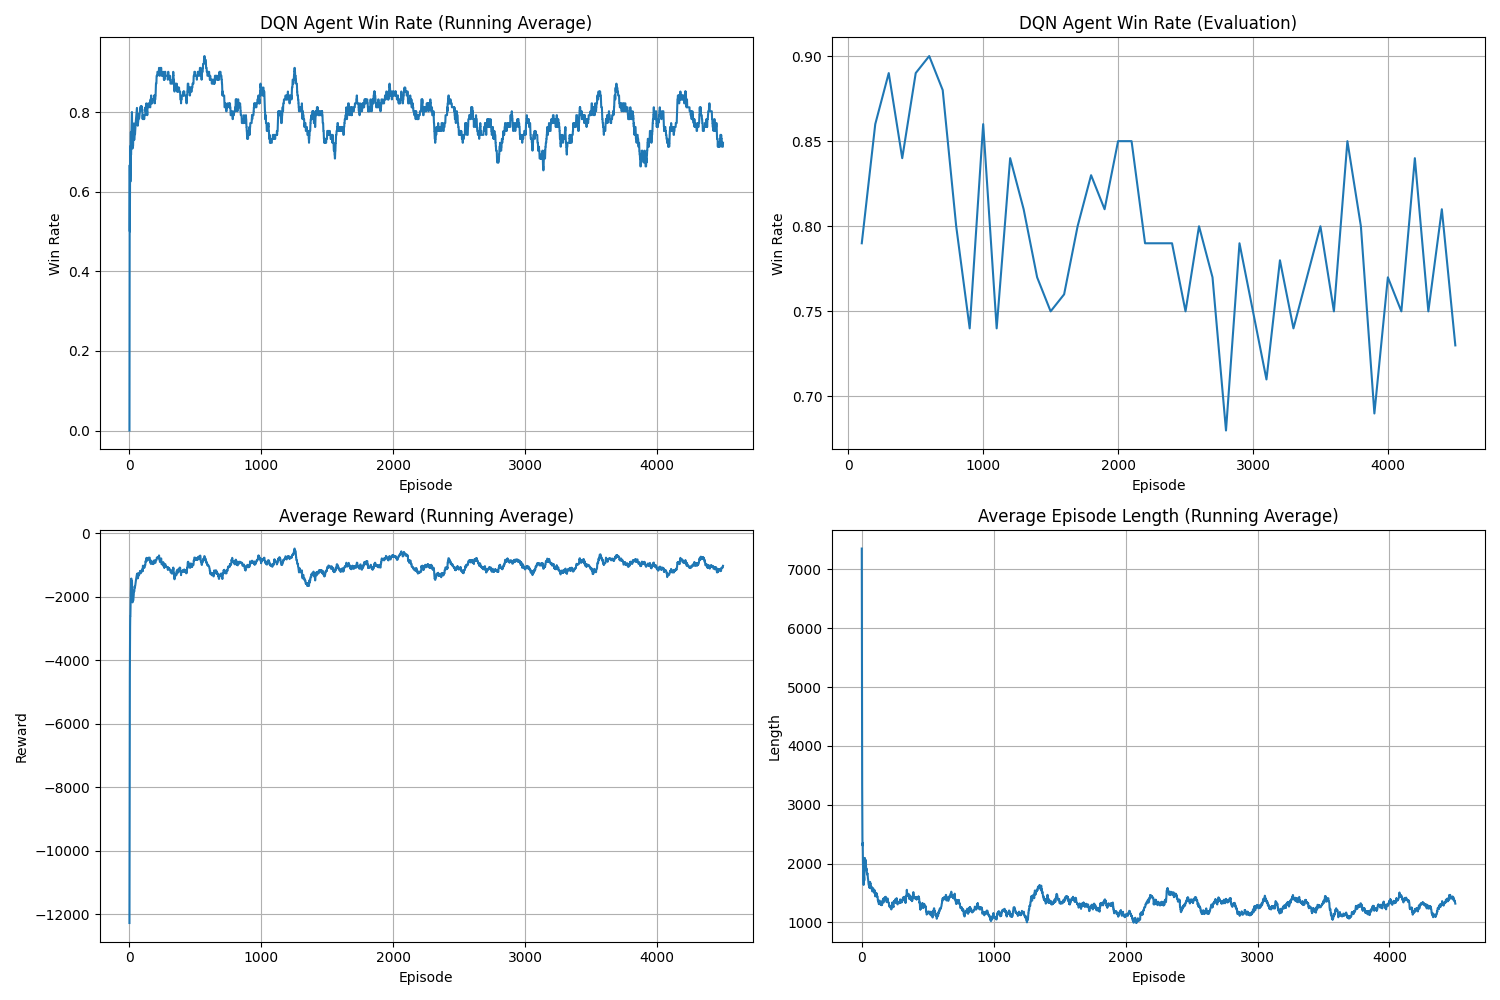 DQN Agent Win Rate (Running Average)
Win Rate
0.8
0.6
0.4
0.2
0.0
0 1000 2000 3000 4000
Episode
DQN Agent Win Rate (Evaluation)
Win Rate
0.90
0.85
0.80
0.75
0.70
0 1000 2000 3000 4000
Episode
Average Reward (Running Average)
Reward
0
−2000
−4000
−6000
−8000
−10000
−12000
0 1000 2000 3000 4000
Episode
Average Episode Length (Running Average)
Length
7000
6000
5000
4000
3000
2000
1000
0 1000 2000 3000 4000
Episode